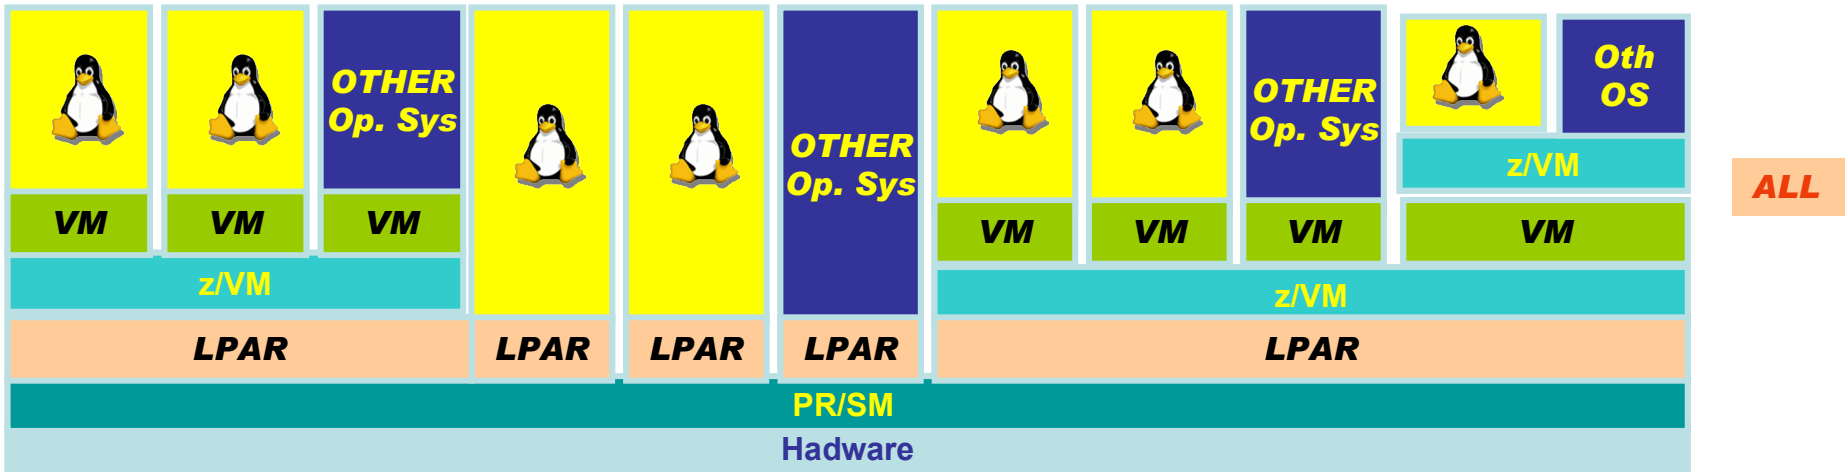 OTHER
Op. Sys
OTHER
Op. Sys
OTHER
Op. Sys
Oth
OS
z/VM
ALL
VM
VM
VM
VM
VM
VM
VM
z/VM
z/VM
LPAR
LPAR
LPAR
LPAR
LPAR
PR/SM
Hadware